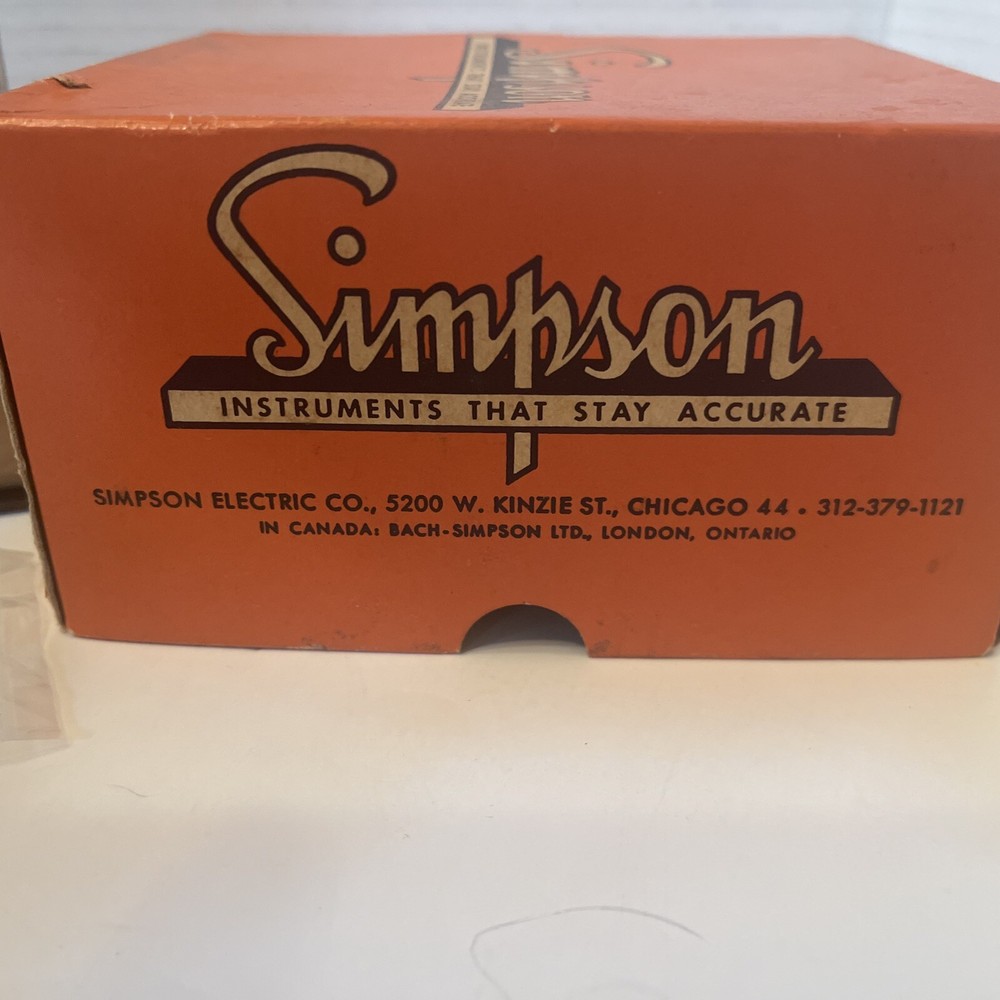 Simpson
Simpson
INSTRUMENTS THAT STAY ACCURATE
SIMPSON ELECTRIC CO., 5200 W. KINZIE ST., CHICAGO 44 • 312-379-1121
IN CANADA: BACH-SIMPSON LTD., LONDON, ONTARIO